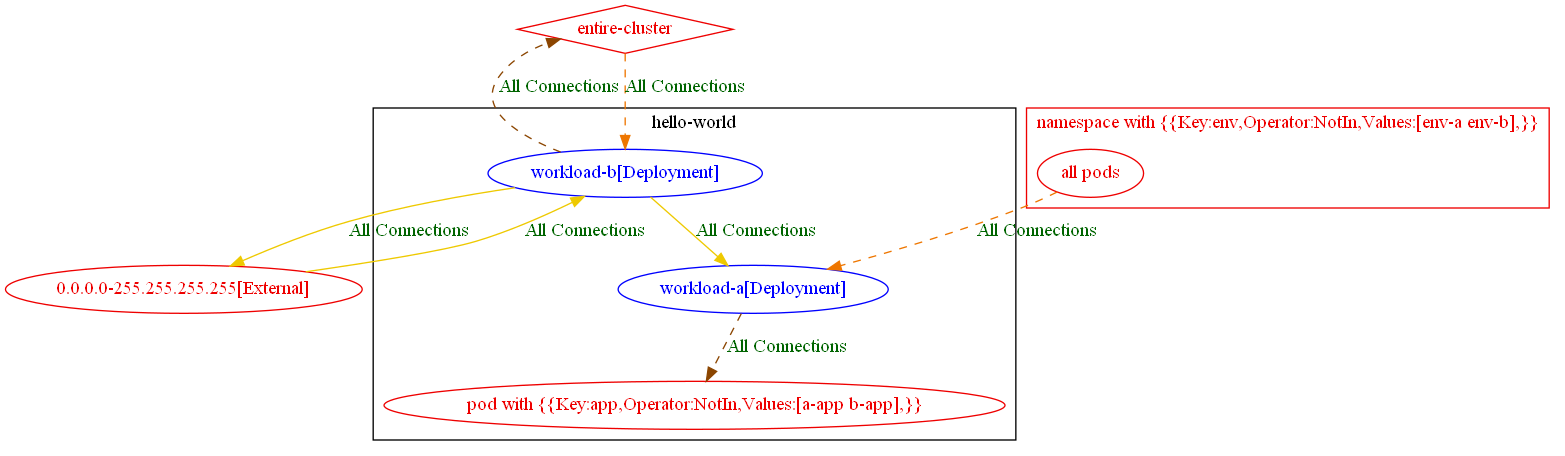 entire-cluster
All Connections
All Connections
hello-world
namespace with {{Key:env,Operator:NotIn,Values:[env-a env-b],}}
workload-b[Deployment]
all pods
All Connections
All Connections
All Connections
All Connections
0.0.0.0-255.255.255.255[External]
workload-a[Deployment]
All Connections
pod with {{Key:app,Operator:NotIn,Values:[a-app b-app],}}